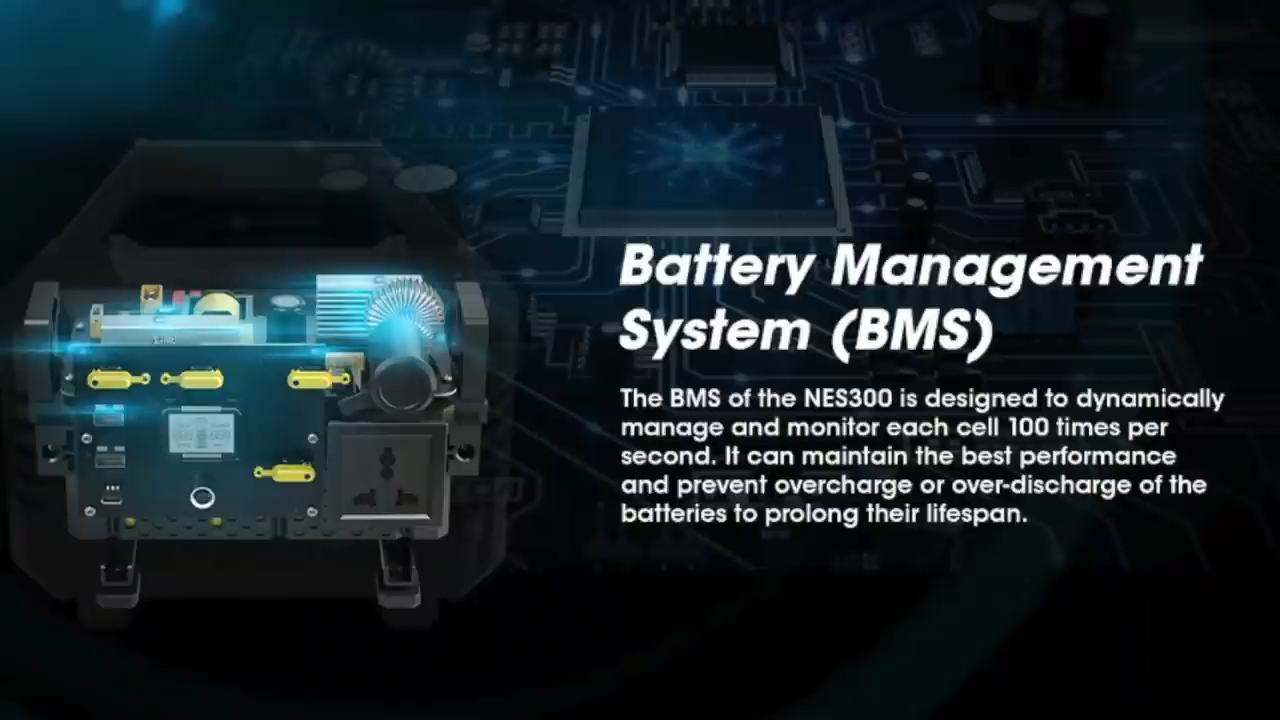 Battery Management
System (BMS)
The BMS of the NES300 is designed to dynamically
manage and monitor each cell 100 times per
second. It can maintain the best performance
and prevent overcharge or over-discharge of the
batteries to prolong their lifespan.